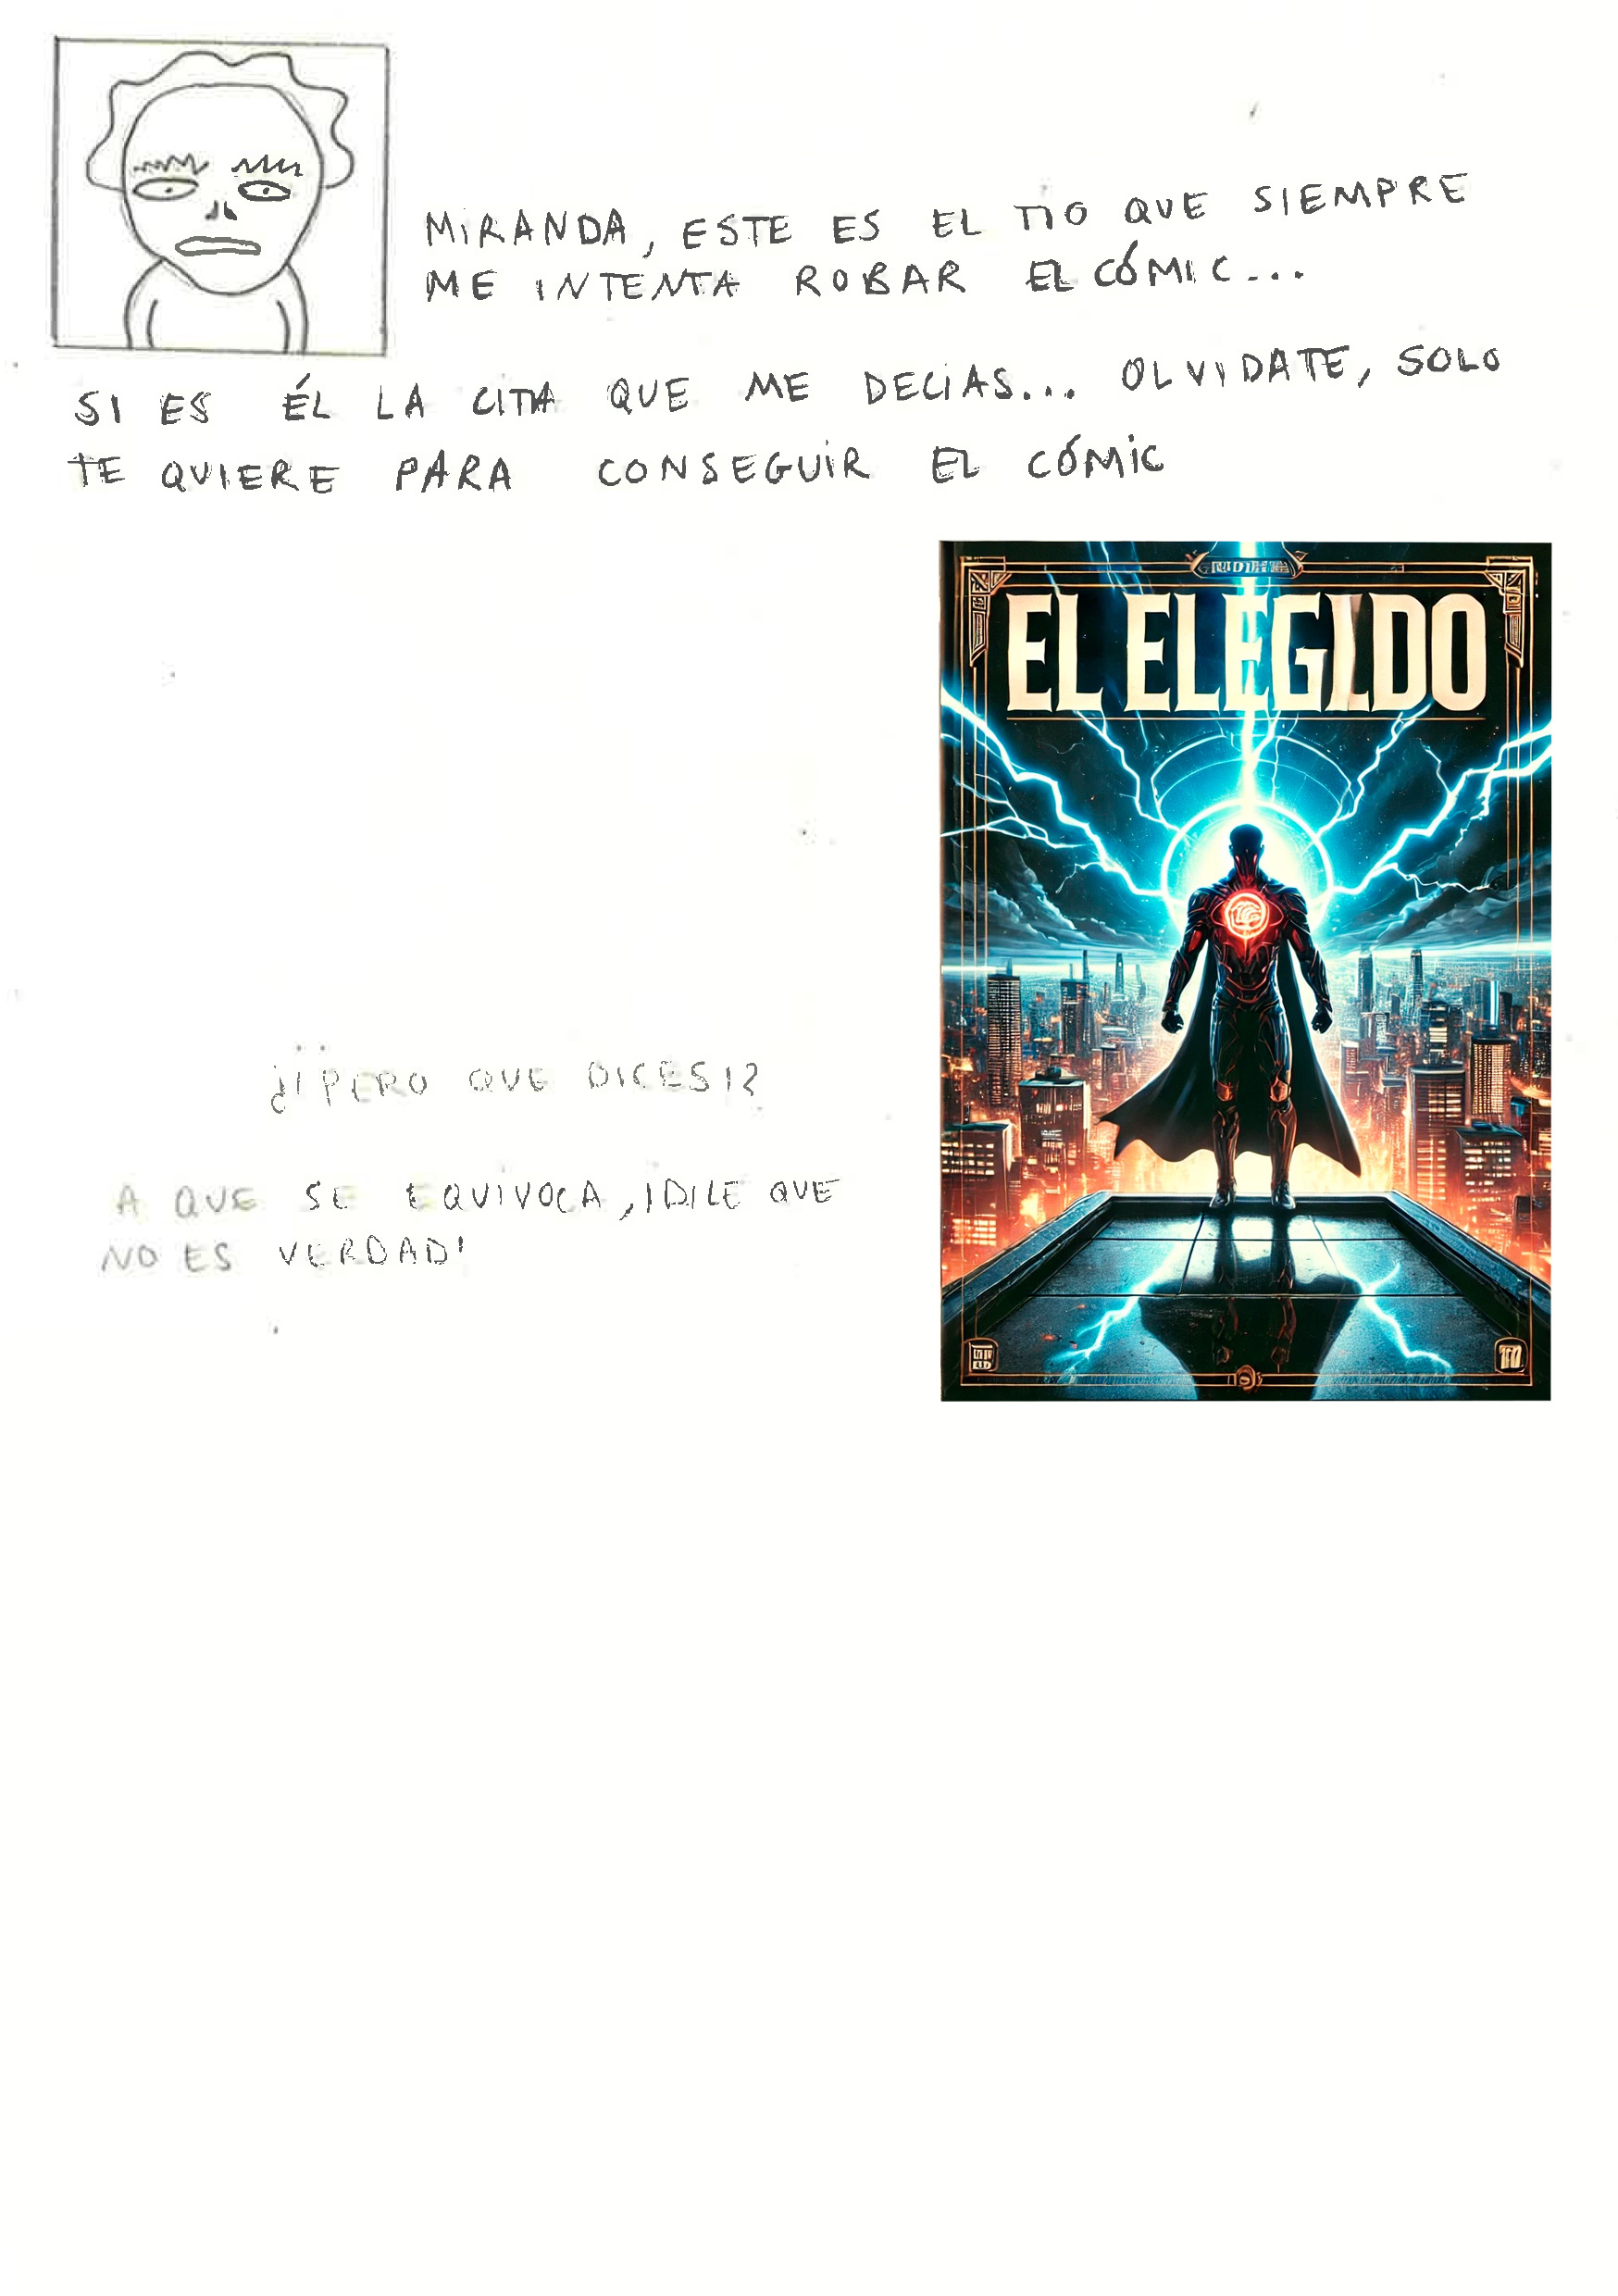 MIRANDA, ESTE ES EL TIO QUE SIEMPRE
ME INTENTA ROBAR EL CÓMIC...
SI ES ÉL LA CITA QUE ME DECIAS... OLVIDATE, SOLO
TE QUIERE PARA CONSEGUIR EL CÓMIC
EL ELEGIDO
¿¡PERO QUE DICES!?
A QUE SE EQUIVOCA, ¡DILE QUE
NO ES VERDAD!